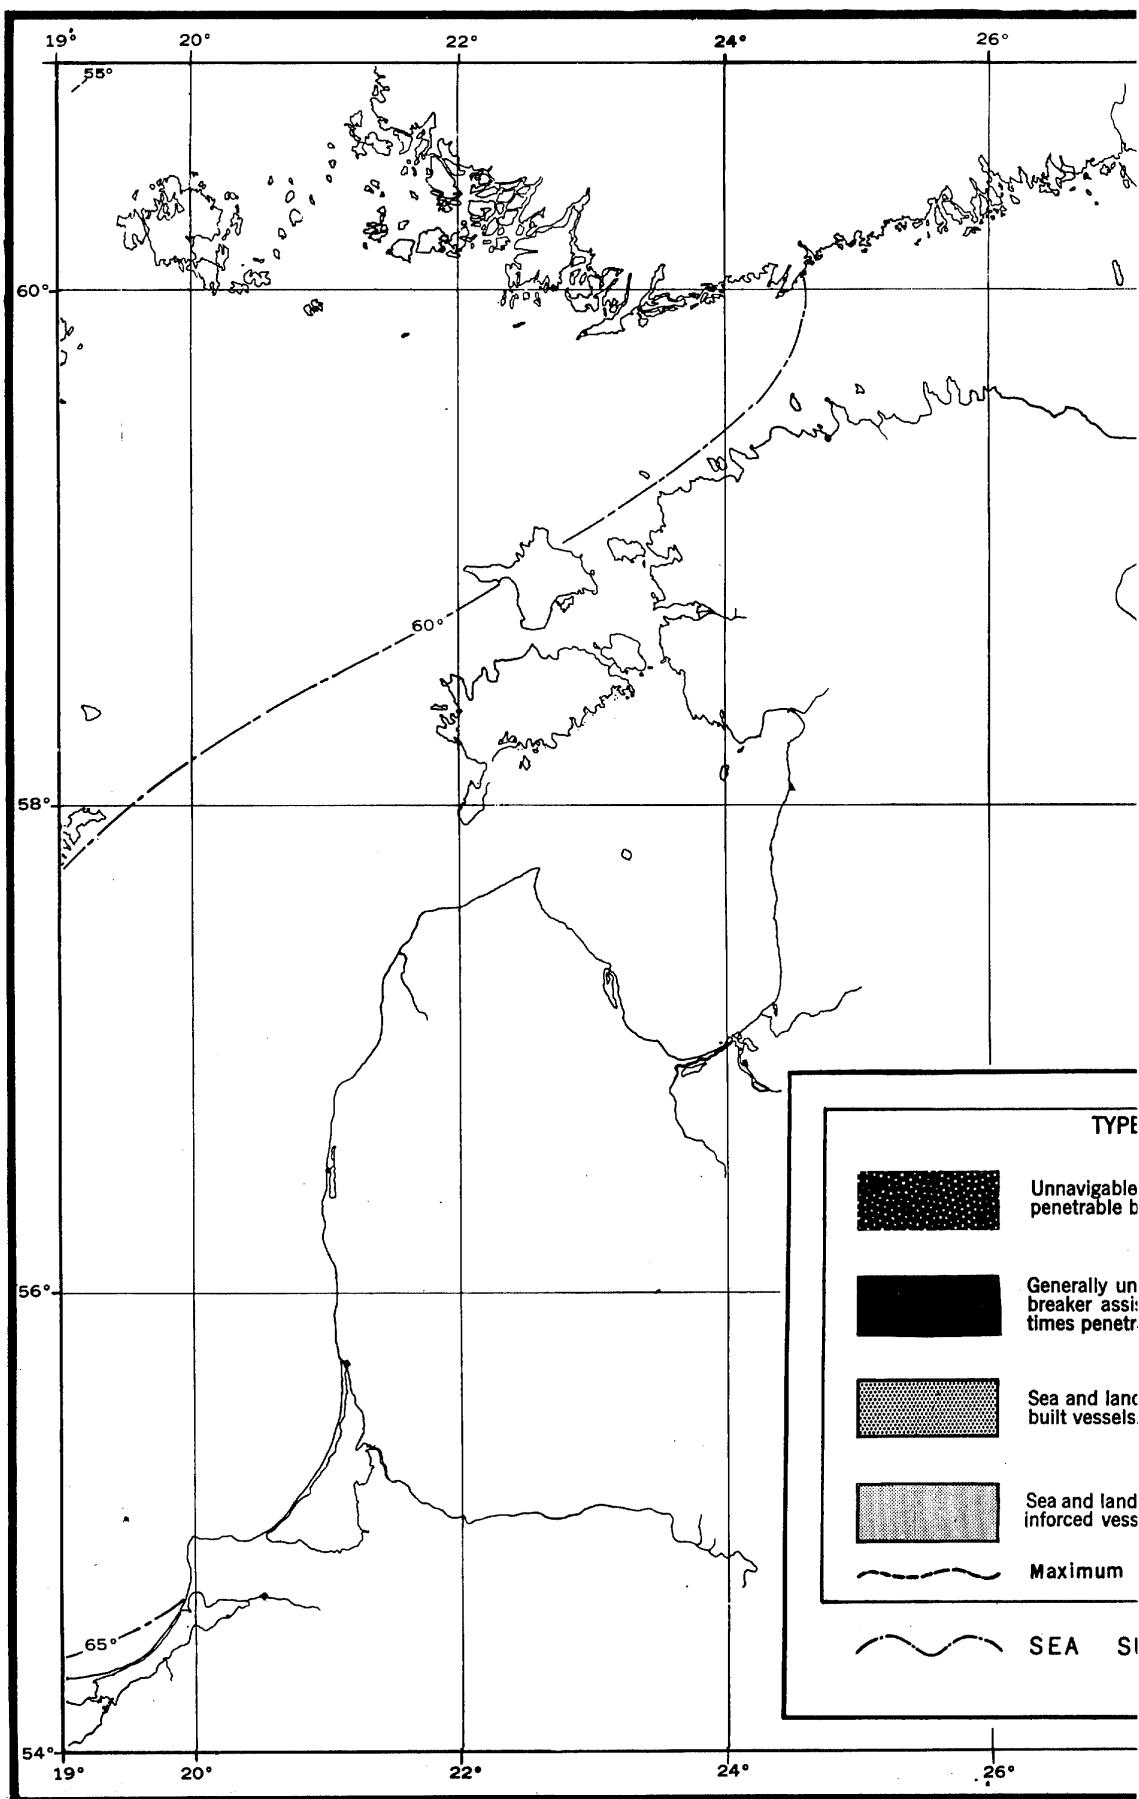 19° 20° 22° 24° 26°
55°
60°
60°
58°
56°
65°
54°
19° 20° 22° 24° 26°
TYPE
Unnavigable
penetrable b
Generally un
breaker assis
times penetr
Sea and land
built vessels.
Sea and land
inforced vess
Maximum
SEA SU